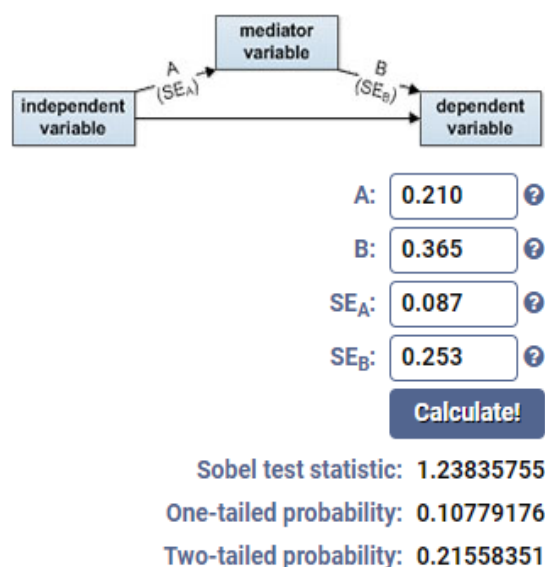 mediator
variable
A
(SEA)
B
(SEB)
independent
variable
dependent
variable
A: 0.210 ?
B: 0.365 ?
SEA: 0.087 ?
SEB: 0.253 ?
Calculate!
Sobel test statistic: 1.23835755
One-tailed probability: 0.10779176
Two-tailed probability: 0.21558351